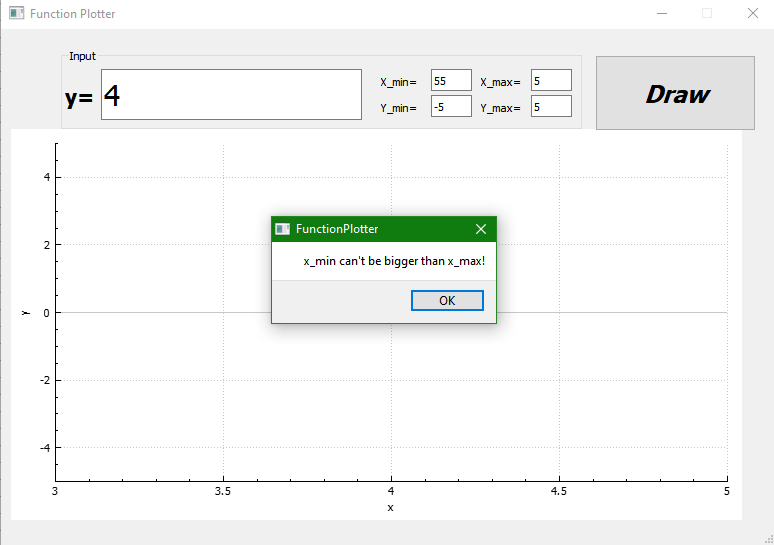 Function Plotter
Input
y= 4
X_min= 55 X_max= 5
Y_min= -5 Y_max= 5
Draw
4
2
FunctionPlotter
x_min can't be bigger than x_max!
OK
Y
0
-2
-4
3 3.5 4 4.5 5
x